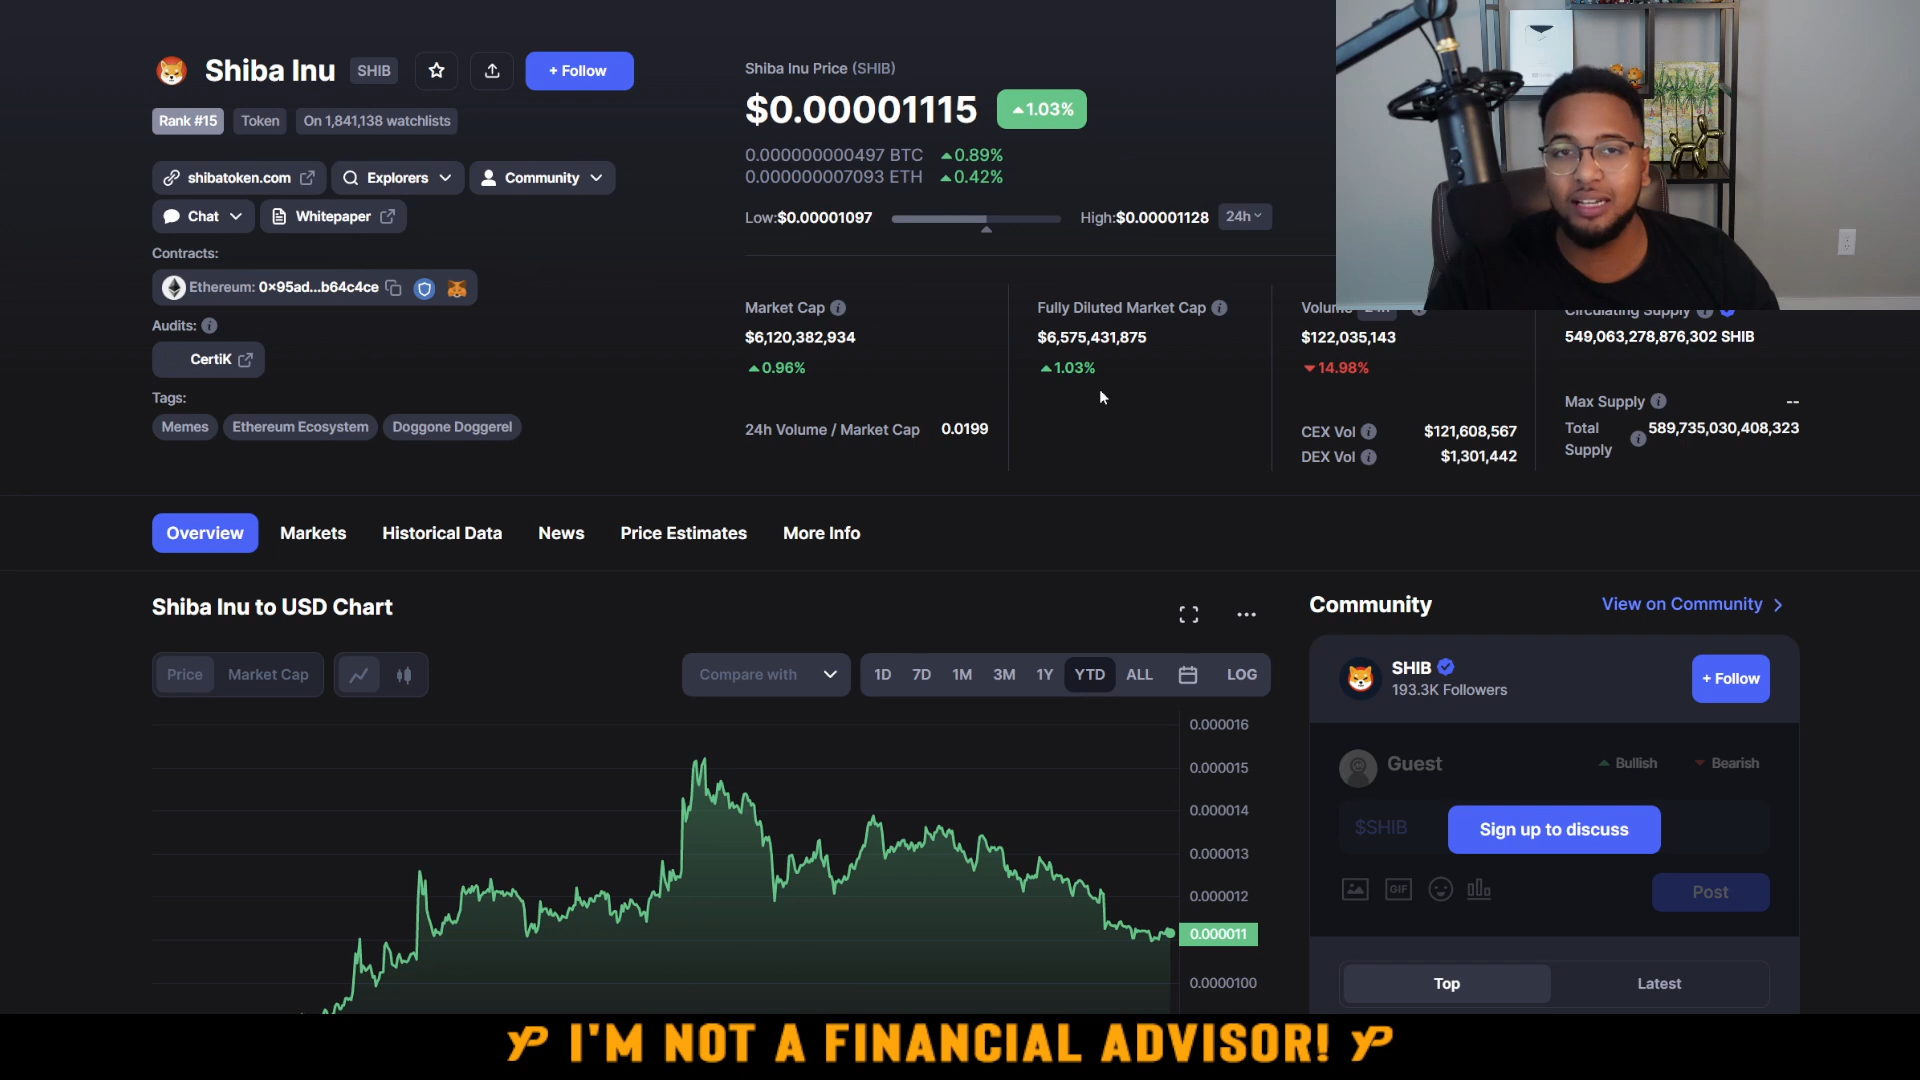 Shiba Inu SHIB + Follow
Rank #15 Token On 1,841,138 watchlists
shibatoken.com Explorers Community
Chat Whitepaper
Contracts:
Ethereum: 0x95ad...b64c4ce
Audits:
CertiK
Tags:
Memes Ethereum Ecosystem Doggone Doggerel
Shiba Inu Price (SHIB)
$0.00001115 1.03%
0.000000000497 BTC 0.89%
0.000000007093 ETH 0.42%
Low:$0.00001097 High:$0.00001128 24h
Market Cap
$6,120,382,934
0.96%
24h Volume / Market Cap 0.0199
Fully Diluted Market Cap
$6,575,431,875
1.03%
Volume
$122,035,143
14.98%
CEX Vol $121,608,567
DEX Vol $1,301,442
Circulating Supply
549,063,278,876,302 SHIB
Max Supply --
Total Supply 589,735,030,408,323
Overview Markets Historical Data News Price Estimates More Info
Shiba Inu to USD Chart
Price Market Cap Compare with 1D 7D 1M 3M 1Y YTD ALL LOG
0.000016
0.000015
0.000014
0.000013
0.000012
0.000011
0.0000100
Community View on Community
SHIB + Follow
193.3K Followers
Guest Bullish Bearish
$SHIB Sign up to discuss
GIF Post
Top Latest
YP I'M NOT A FINANCIAL ADVISOR! YP